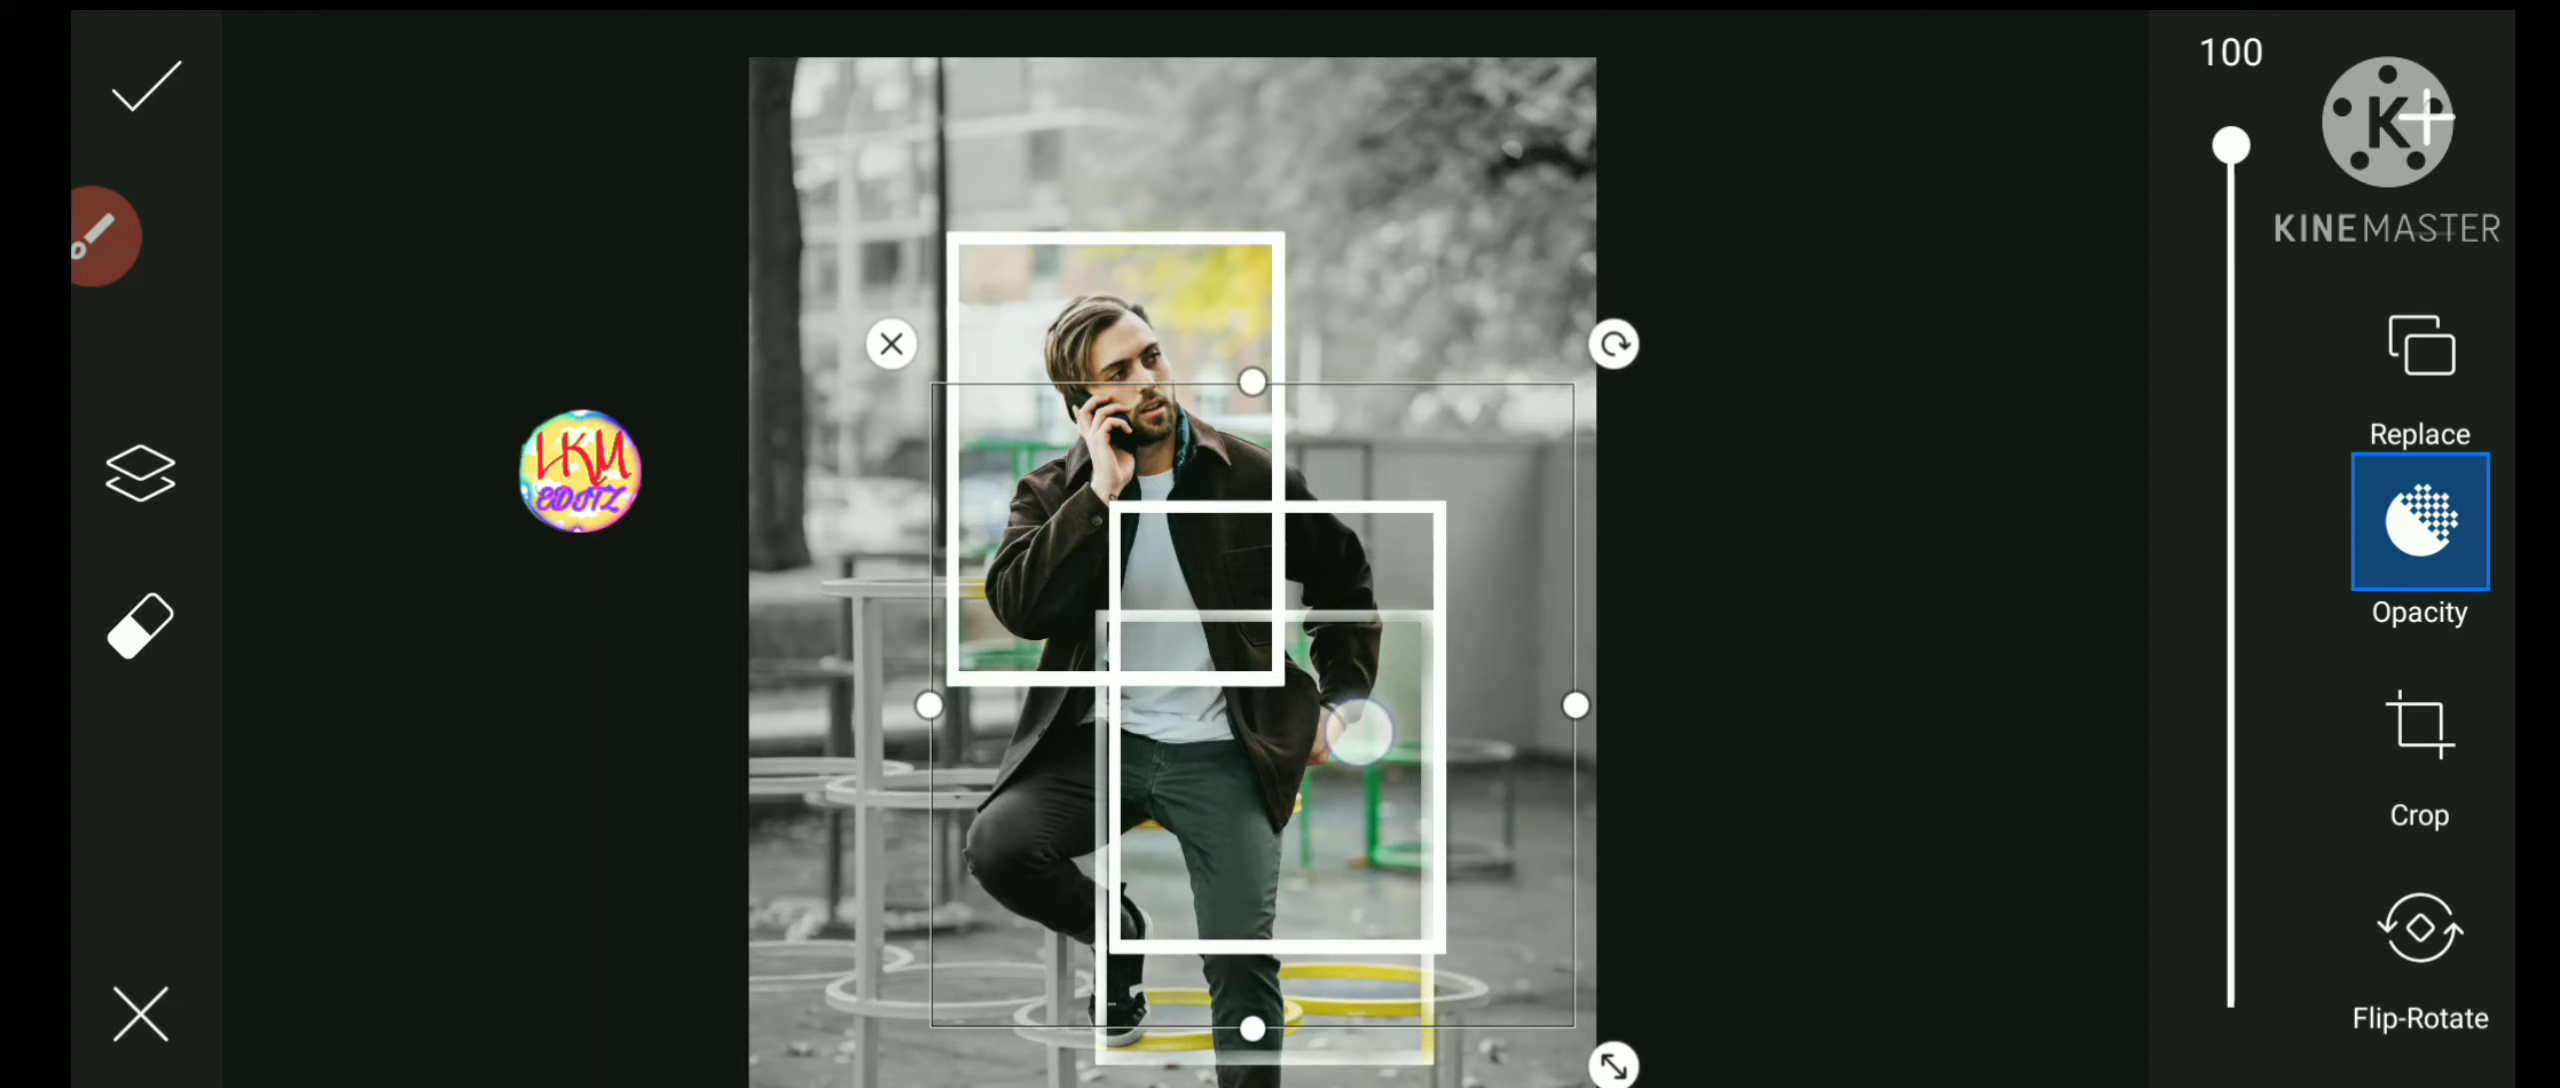 100
K
KINEMASTER
Replace
LKM
EDITZ
Opacity
Crop
Flip-Rotate